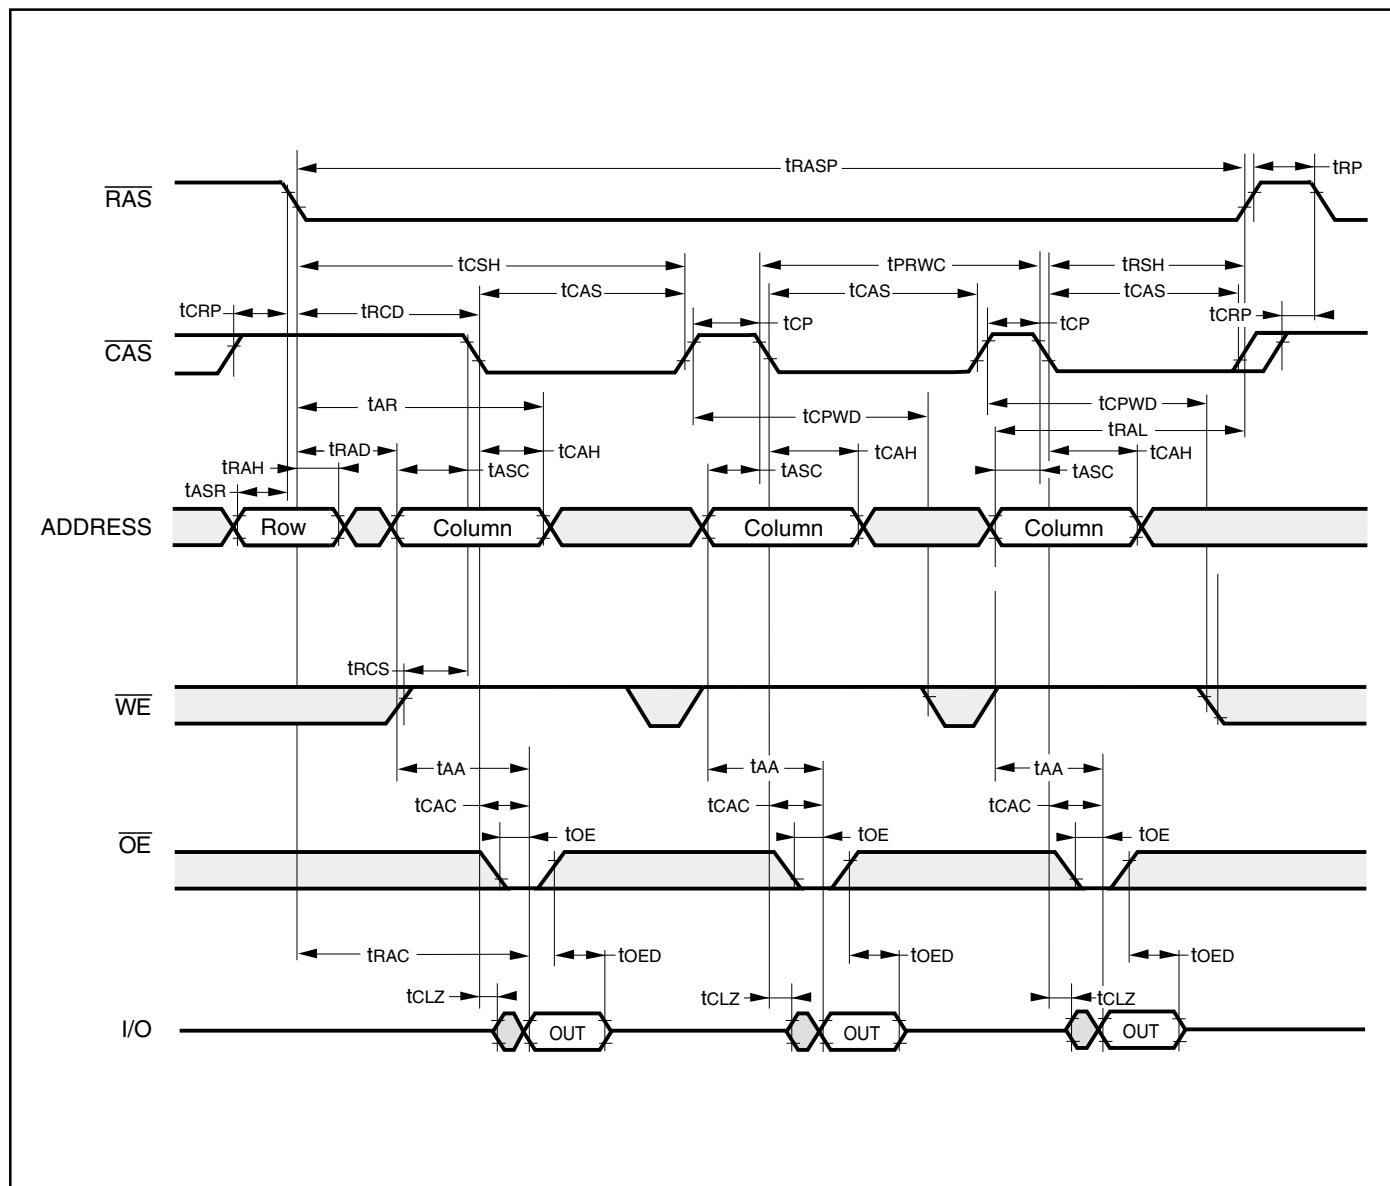 tRASP
tRP
RAS
tCSH
tPRWC
tRSH
tCAS
tCAS
tCAS
tCRP
tRCD
tCP
tCP
tCRP
CAS
tAR
tCPWD
tCPWD
tRAL
tRAD
tCAH
tCAH
tCAH
tRAH
tASC
tASC
tASC
tASR
ADDRESS
Row
Column
Column
Column
tRCS
WE
tAA
tAA
tAA
tCAC
tCAC
tCAC
tOE
tOE
tOE
OE
tRAC
tOED
tOED
tOED
tCLZ
tCLZ
tCLZ
I/O
OUT
OUT
OUT